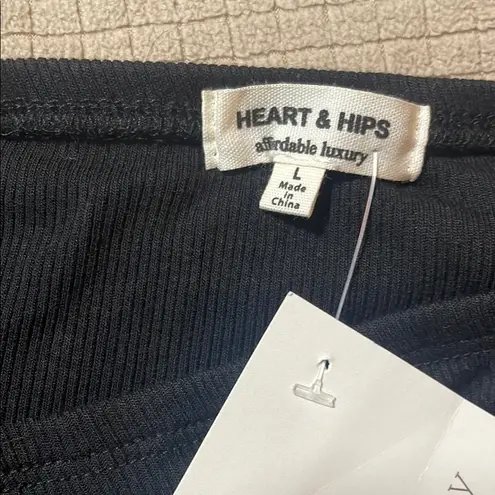 HEART & HIPS
affordable luxury
L
Made
in
China